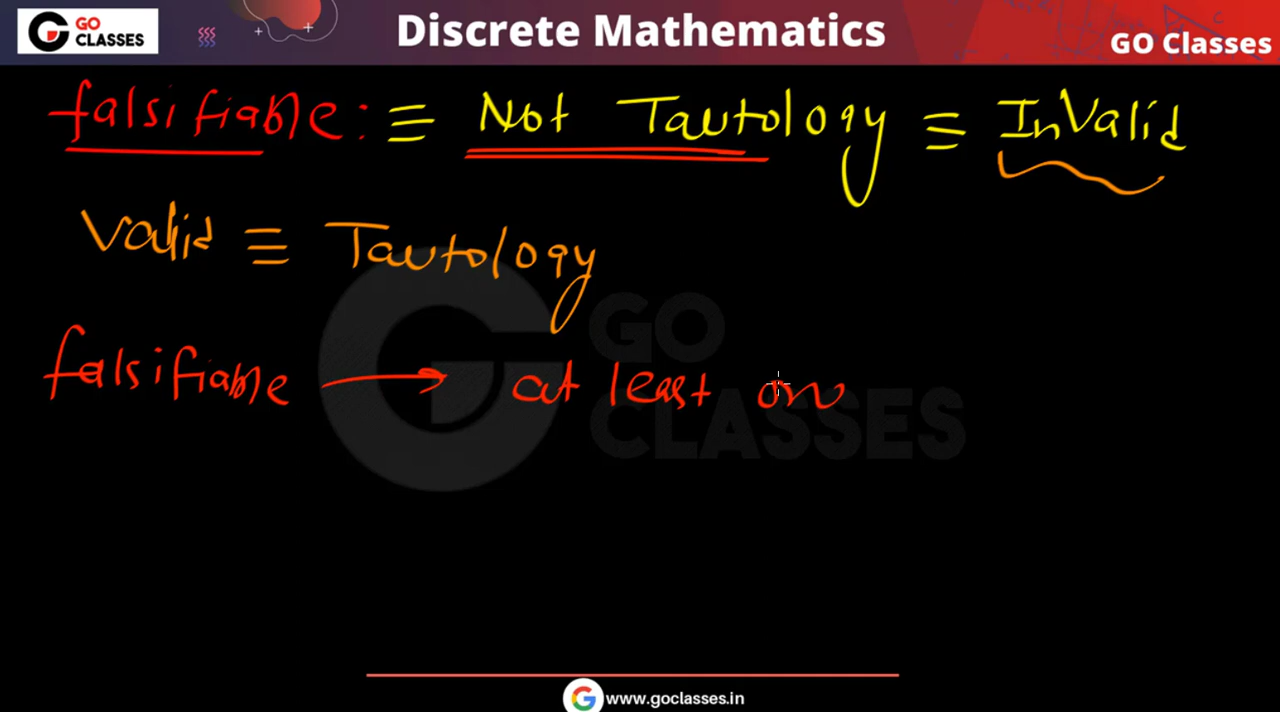 GO CLASSES
Discrete Mathematics
GO Classes
falsifiable: ≡ Not Tautology ≡ InValid
Valid ≡ Tautology
falsifiable → at least on
GO
CLASSES
www.goclasses.in